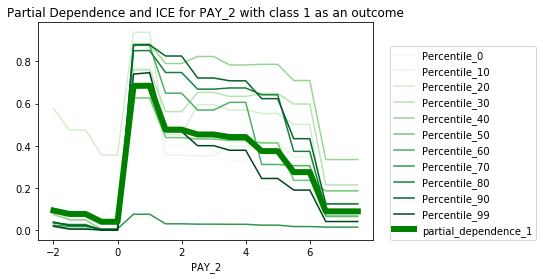 Partial Dependence and ICE for PAY_2 with class 1 as an outcome
0.8
0.6
0.4
0.2
0.0
−2
0
2
4
6
PAY_2
Percentile_0
Percentile_10
Percentile_20
Percentile_30
Percentile_40
Percentile_50
Percentile_60
Percentile_70
Percentile_80
Percentile_90
Percentile_99
partial_dependence_1